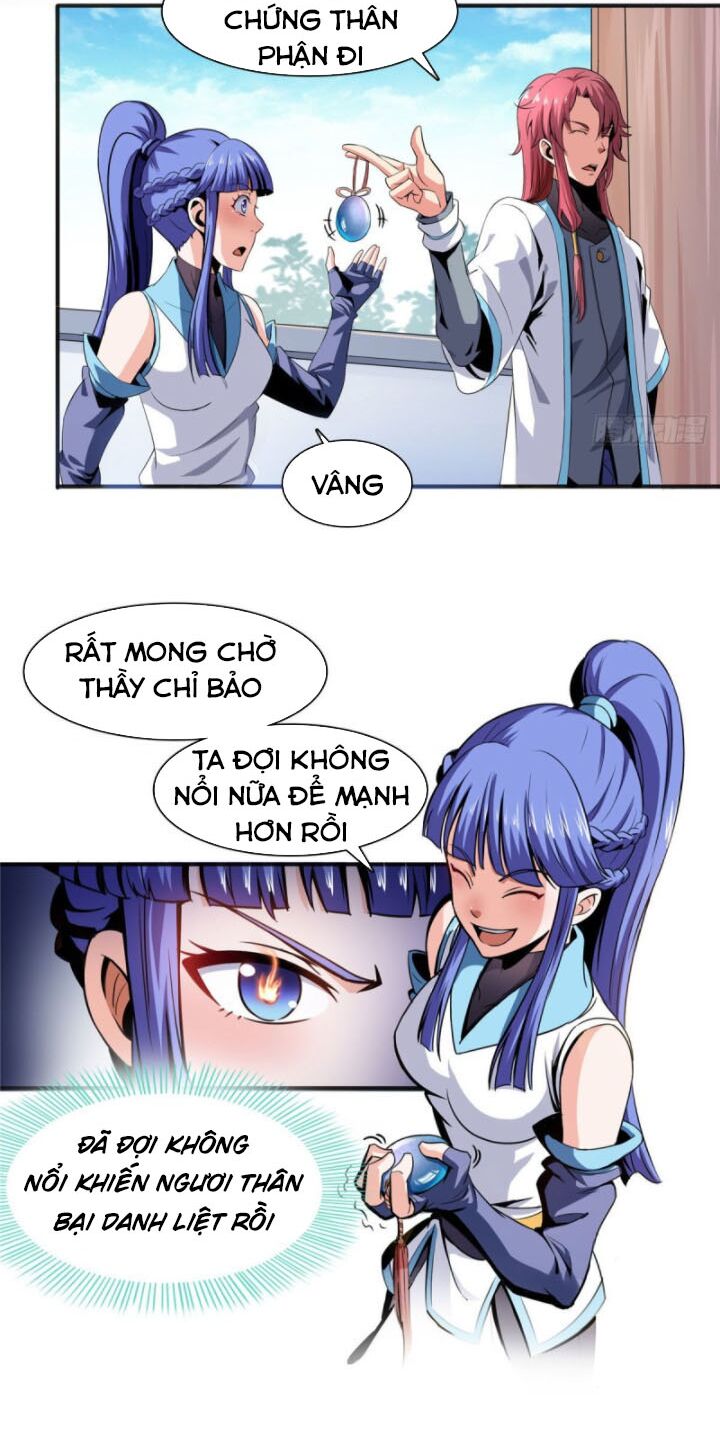 CHỨNG THÂN
PHẬN ĐI
VÂNG
RẤT MONG CHỜ
THẦY CHỈ BẢO
TA ĐỢI KHÔNG
NỔI NỮA ĐỂ MẠNH
HƠN RỒI
ĐÃ ĐỢI KHÔNG
NỔI KHIẾN NGƯƠI THÂN
BẠI DANH LIỆT RỒI